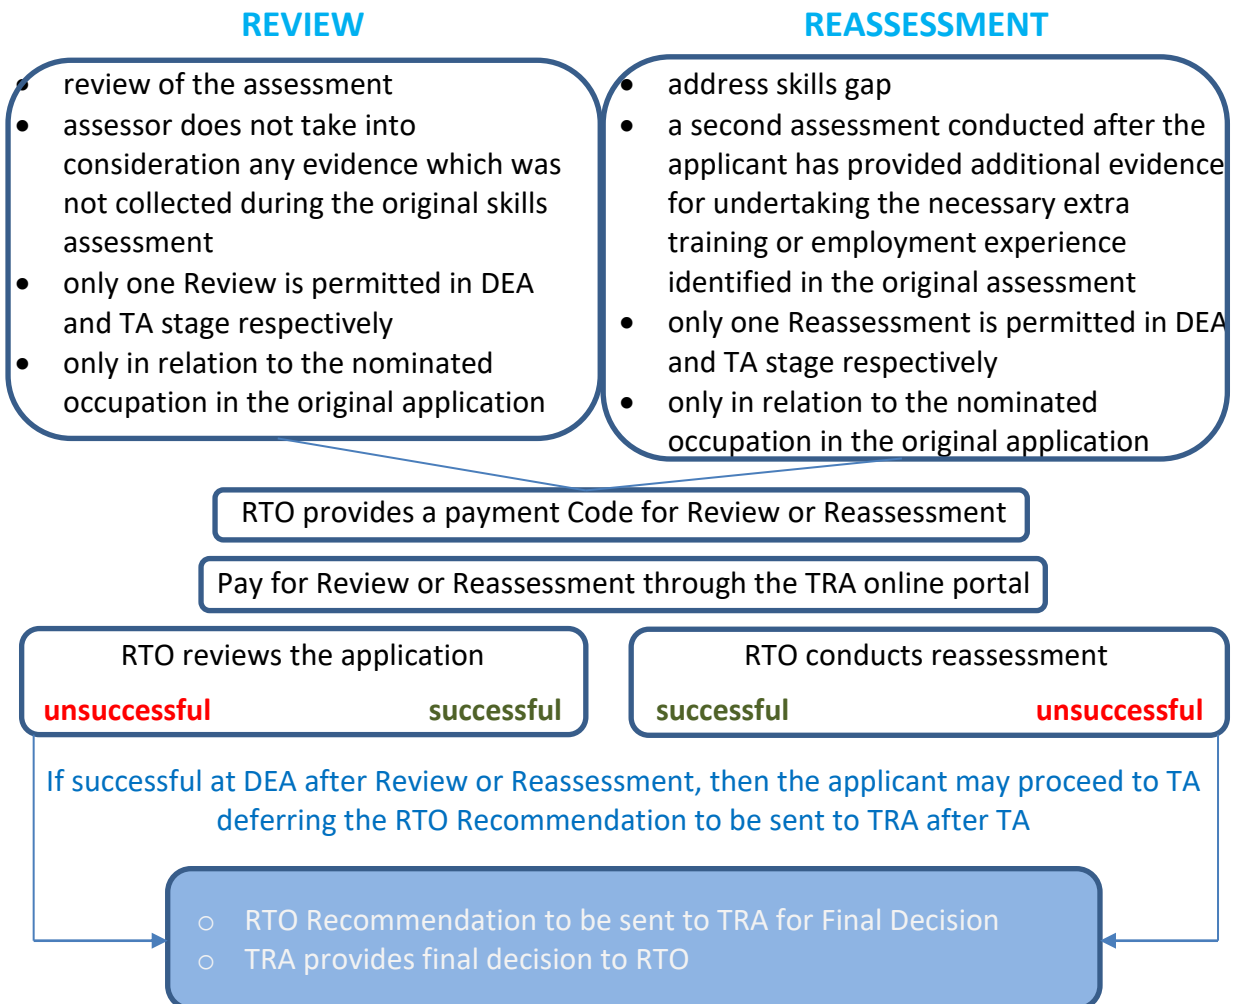 REVIEW
• review of the assessment
• assessor does not take into
consideration any evidence which was
not collected during the original skills
assessment
• only one Review is permitted in DEA
and TA stage respectively
• only in relation to the nominated
occupation in the original application
REASSESSMENT
• address skills gap
• a second assessment conducted after the
applicant has provided additional evidence
for undertaking the necessary extra
training or employment experience
identified in the original assessment
• only one Reassessment is permitted in DEA
and TA stage respectively
• only in relation to the nominated
occupation in the original application
RTO provides a payment Code for Review or Reassessment
Pay for Review or Reassessment through the TRA online portal
RTO reviews the application
unsuccessful successful
RTO conducts reassessment
successful unsuccessful
If successful at DEA after Review or Reassessment, then the applicant may proceed to TA
deferring the RTO Recommendation to be sent to TRA after TA
o RTO Recommendation to be sent to TRA for Final Decision
o TRA provides final decision to RTO